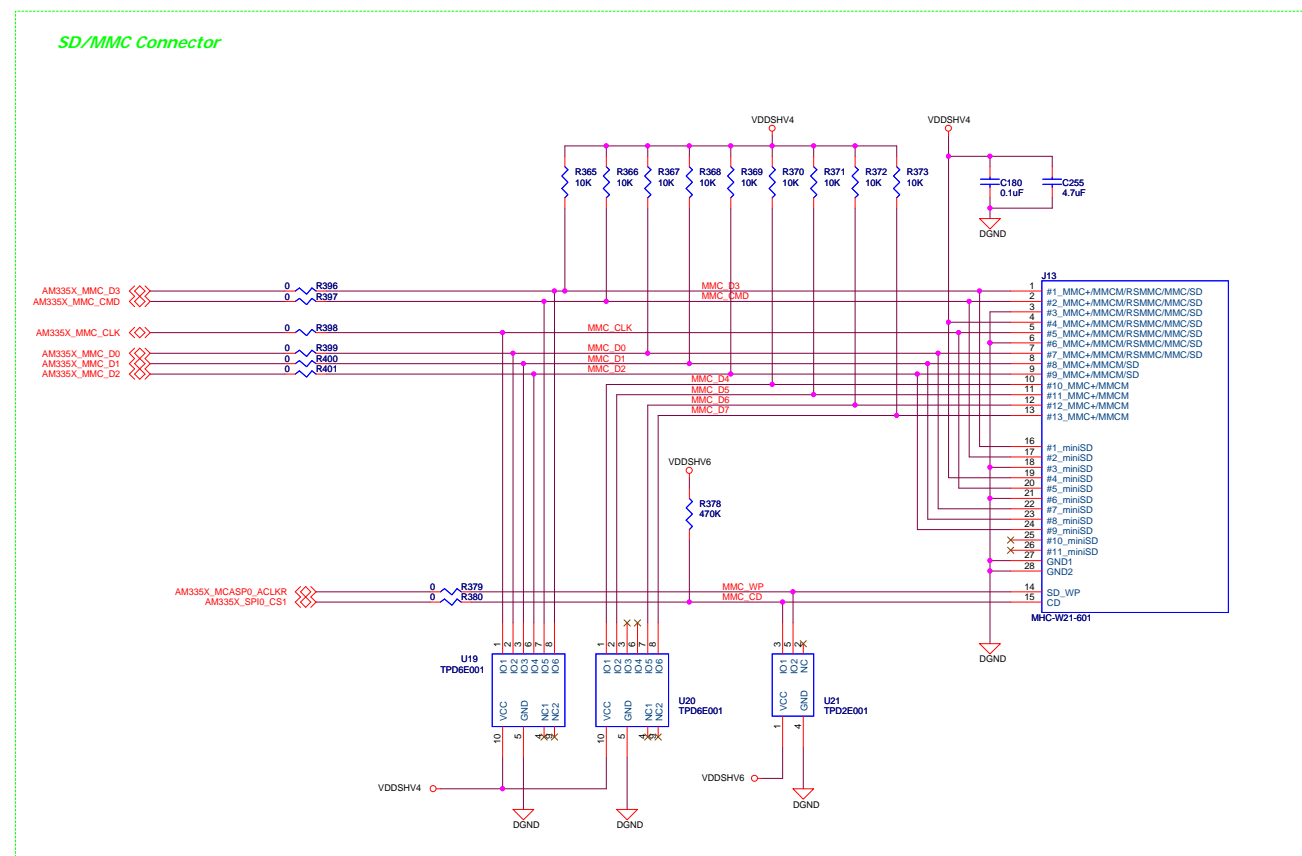 SD/MMC Connector
VDDSHV4
VDDSHV4
R365
10K
R366
10K
R367
10K
R368
10K
R369
10K
R370
10K
R371
10K
R372
10K
R373
10K
C180
0.1uF
C255
4.7uF
DGND
J13
AM335X_MMC_D3
0
R396
MMC_D3
1
#1_MMC+/MMCM/RSMMC/MMC/SD
AM335X_MMC_CMD
0
R397
MMC_CMD
2
#2_MMC+/MMCM/RSMMC/MMC/SD
3
#3_MMC+/MMCM/RSMMC/MMC/SD
4
#4_MMC+/MMCM/RSMMC/MMC/SD
AM335X_MMC_CLK
0
R398
MMC_CLK
5
#5_MMC+/MMCM/RSMMC/MMC/SD
6
#6_MMC+/MMCM/RSMMC/MMC/SD
AM335X_MMC_D0
0
R399
MMC_D0
7
#7_MMC+/MMCM/RSMMC/MMC/SD
AM335X_MMC_D1
0
R400
MMC_D1
8
#8_MMC+/MMCM/SD
AM335X_MMC_D2
0
R401
MMC_D2
9
#9_MMC+/MMCM/SD
MMC_D4
10
#10_MMC+/MMCM
MMC_D5
11
#11_MMC+/MMCM
MMC_D6
12
#12_MMC+/MMCM
MMC_D7
13
#13_MMC+/MMCM
16
#1_miniSD
17
#2_miniSD
18
#3_miniSD
19
#4_miniSD
20
#5_miniSD
21
#6_miniSD
22
#7_miniSD
23
#8_miniSD
24
#9_miniSD
25
#10_miniSD
26
#11_miniSD
27
GND1
28
GND2
VDDSHV6
R378
470K
AM335X_MCASP0_ACLKR
0
R379
MMC_WP
14
SD_WP
AM335X_SPI0_CS1
0
R380
MMC_CD
15
CD
MHC-W21-601
DGND
U19
TPD6E001
1
2
3
6
7
8
IO1
IO2
IO3
IO4
IO5
IO6
VCC
GND
NC1
NC2
10
5
4
9
U20
TPD6E001
1
2
3
6
7
8
IO1
IO2
IO3
IO4
IO5
IO6
VCC
GND
NC1
NC2
10
5
4
9
U21
TPD2E001
3
5
2
IO1
IO2
NC
VCC
GND
1
4
VDDSHV4
VDDSHV6
DGND
DGND
DGND